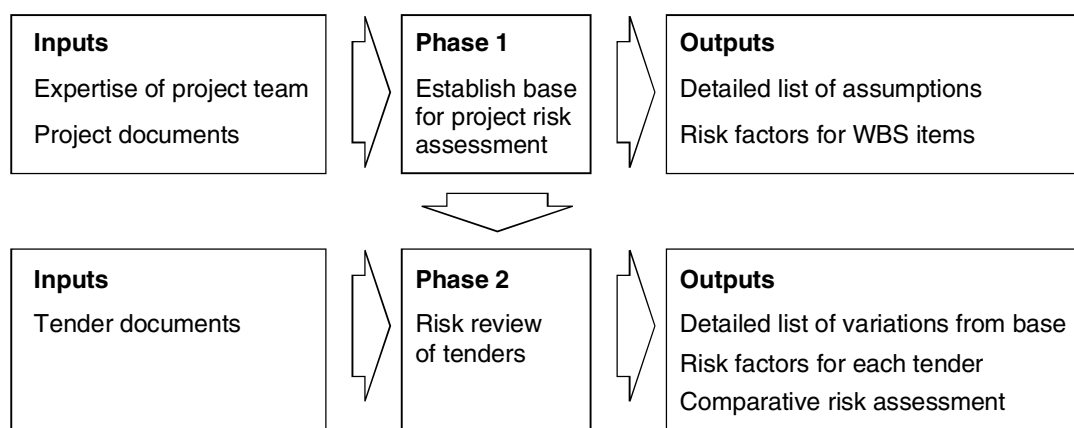 Inputs
Expertise of project team
Project documents
Phase 1
Establish base
for project risk
assessment
Outputs
Detailed list of assumptions
Risk factors for WBS items
Inputs
Tender documents
Phase 2
Risk review
of tenders
Outputs
Detailed list of variations from base
Risk factors for each tender
Comparative risk assessment